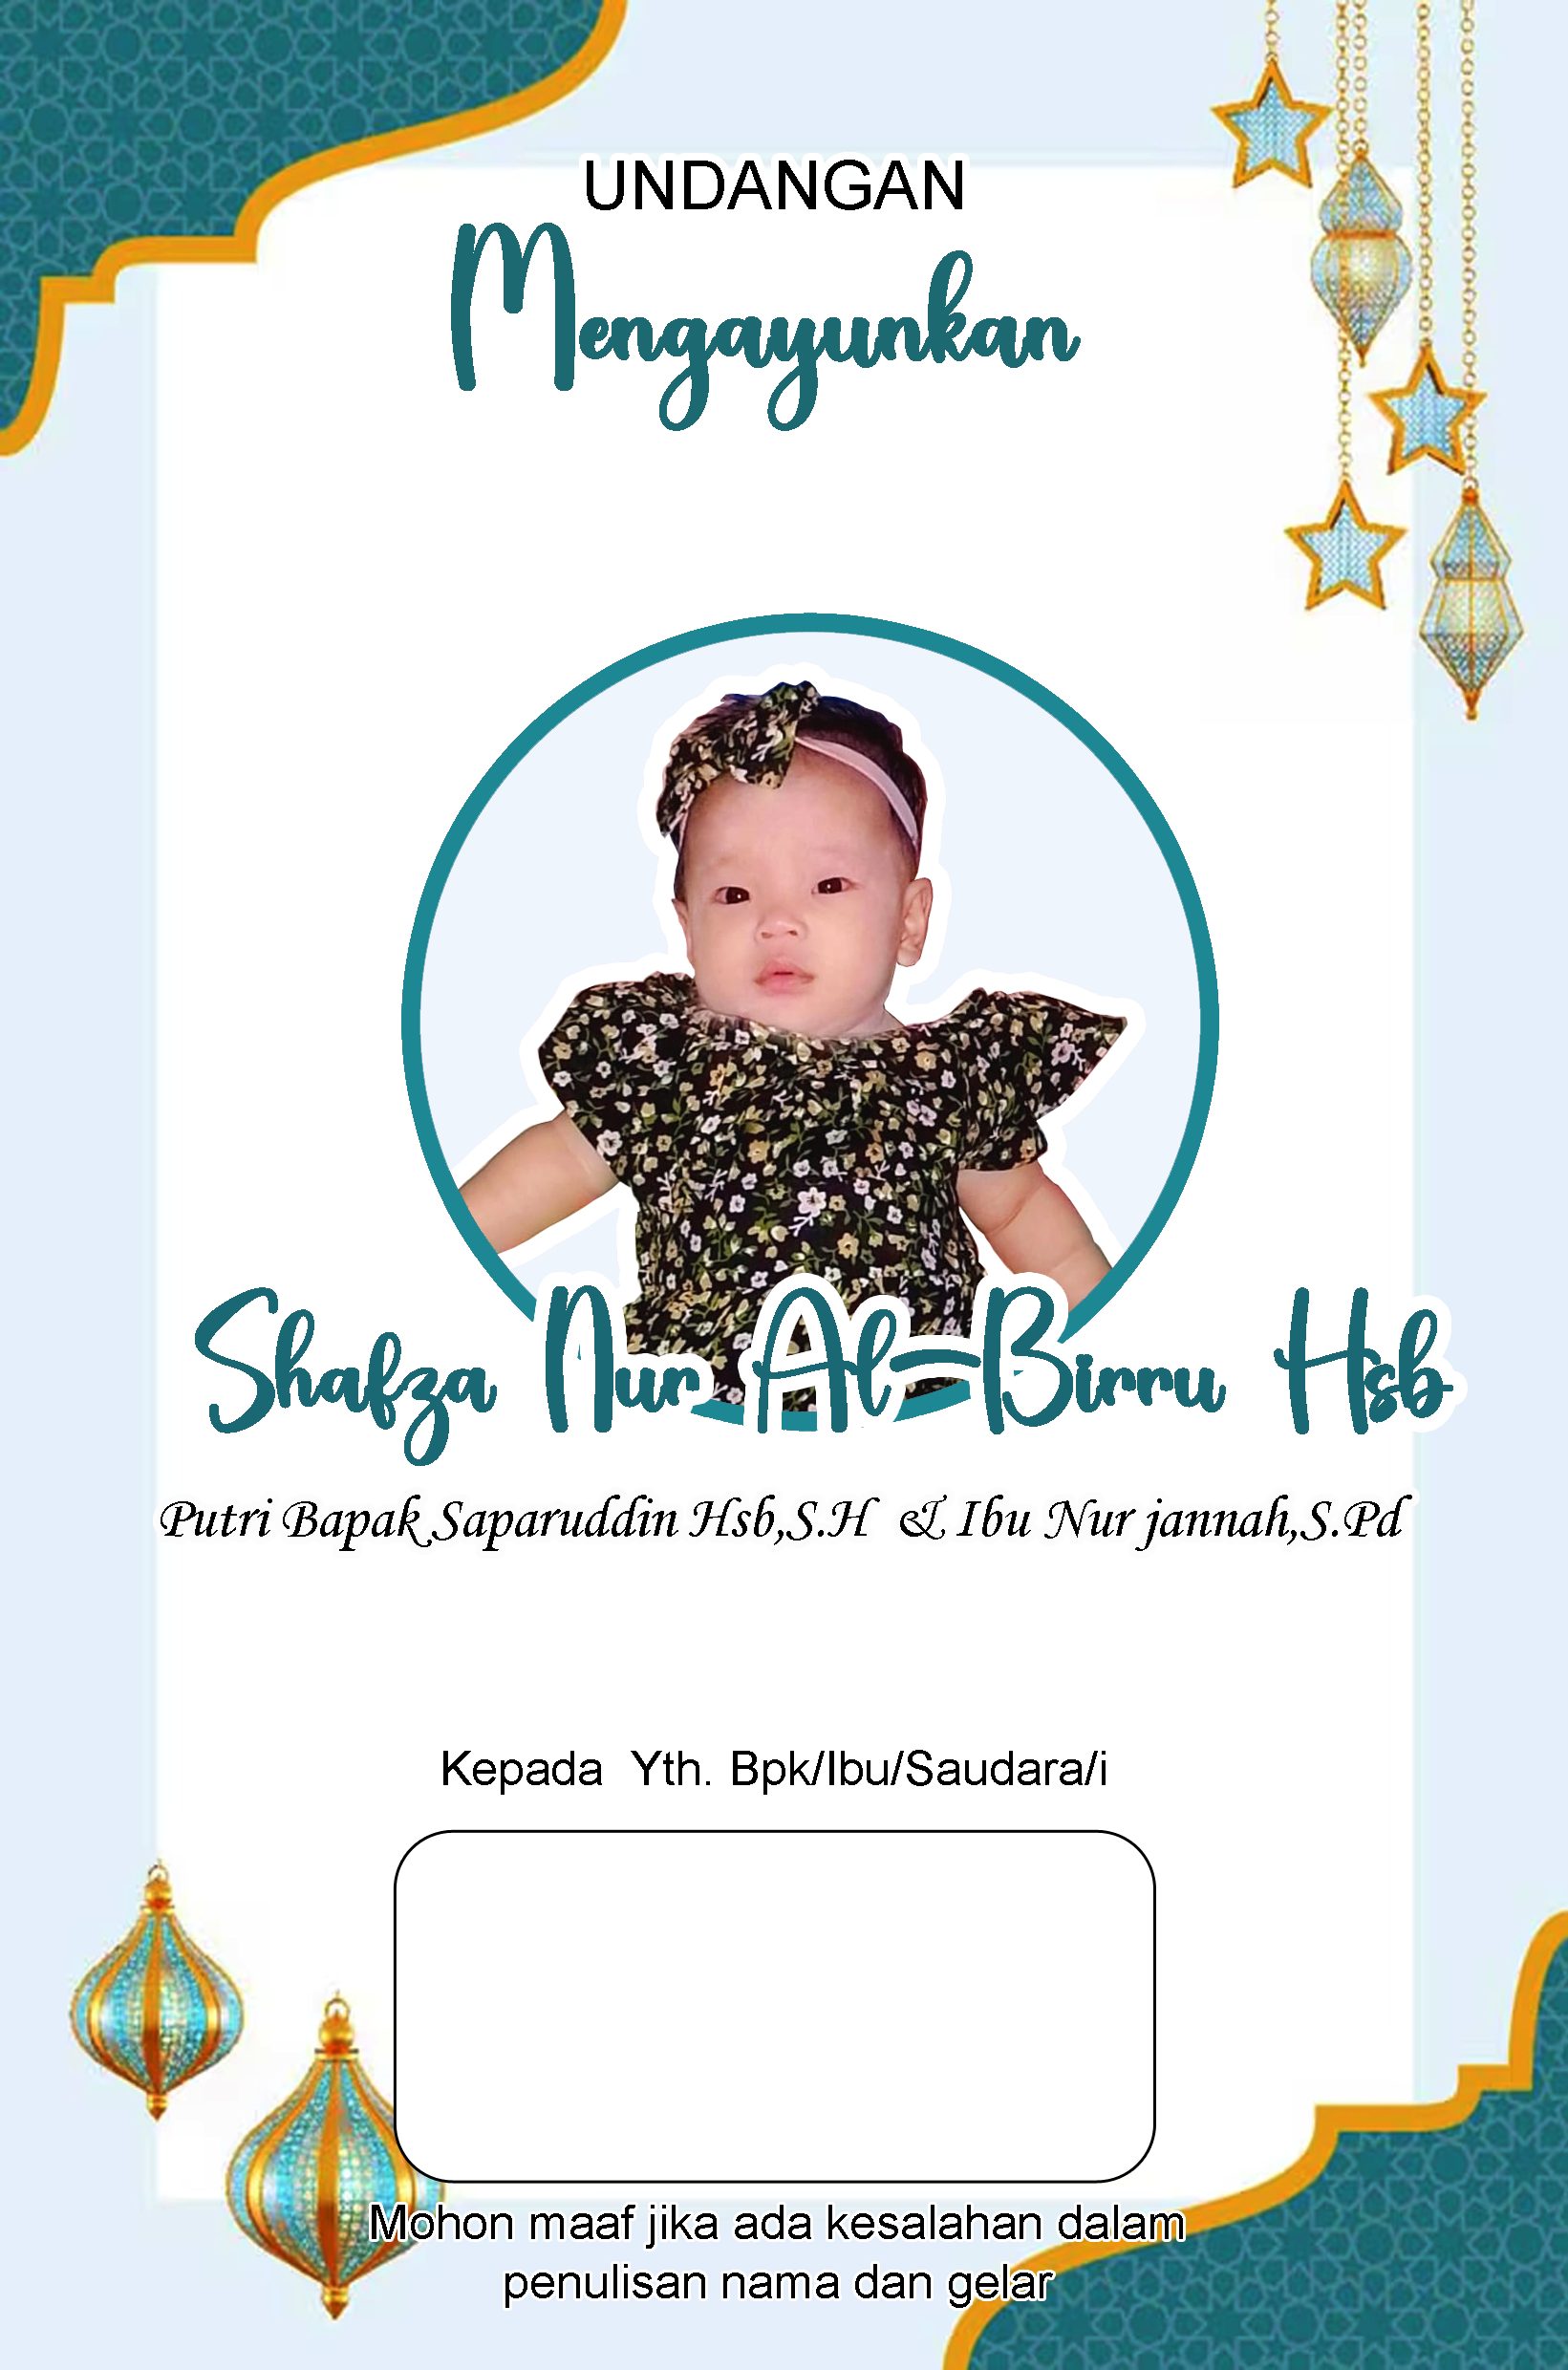 UNDANGAN
Mengayunkan
Shafza Nur Al-Birru Hsb
Putri Bapak Saparuddin Hsb,S.H & Ibu Nur jannah,S.Pd
Kepada Yth. Bpk/Ibu/Saudara/i
Mohon maaf jika ada kesalahan dalam
penulisan nama dan gelar